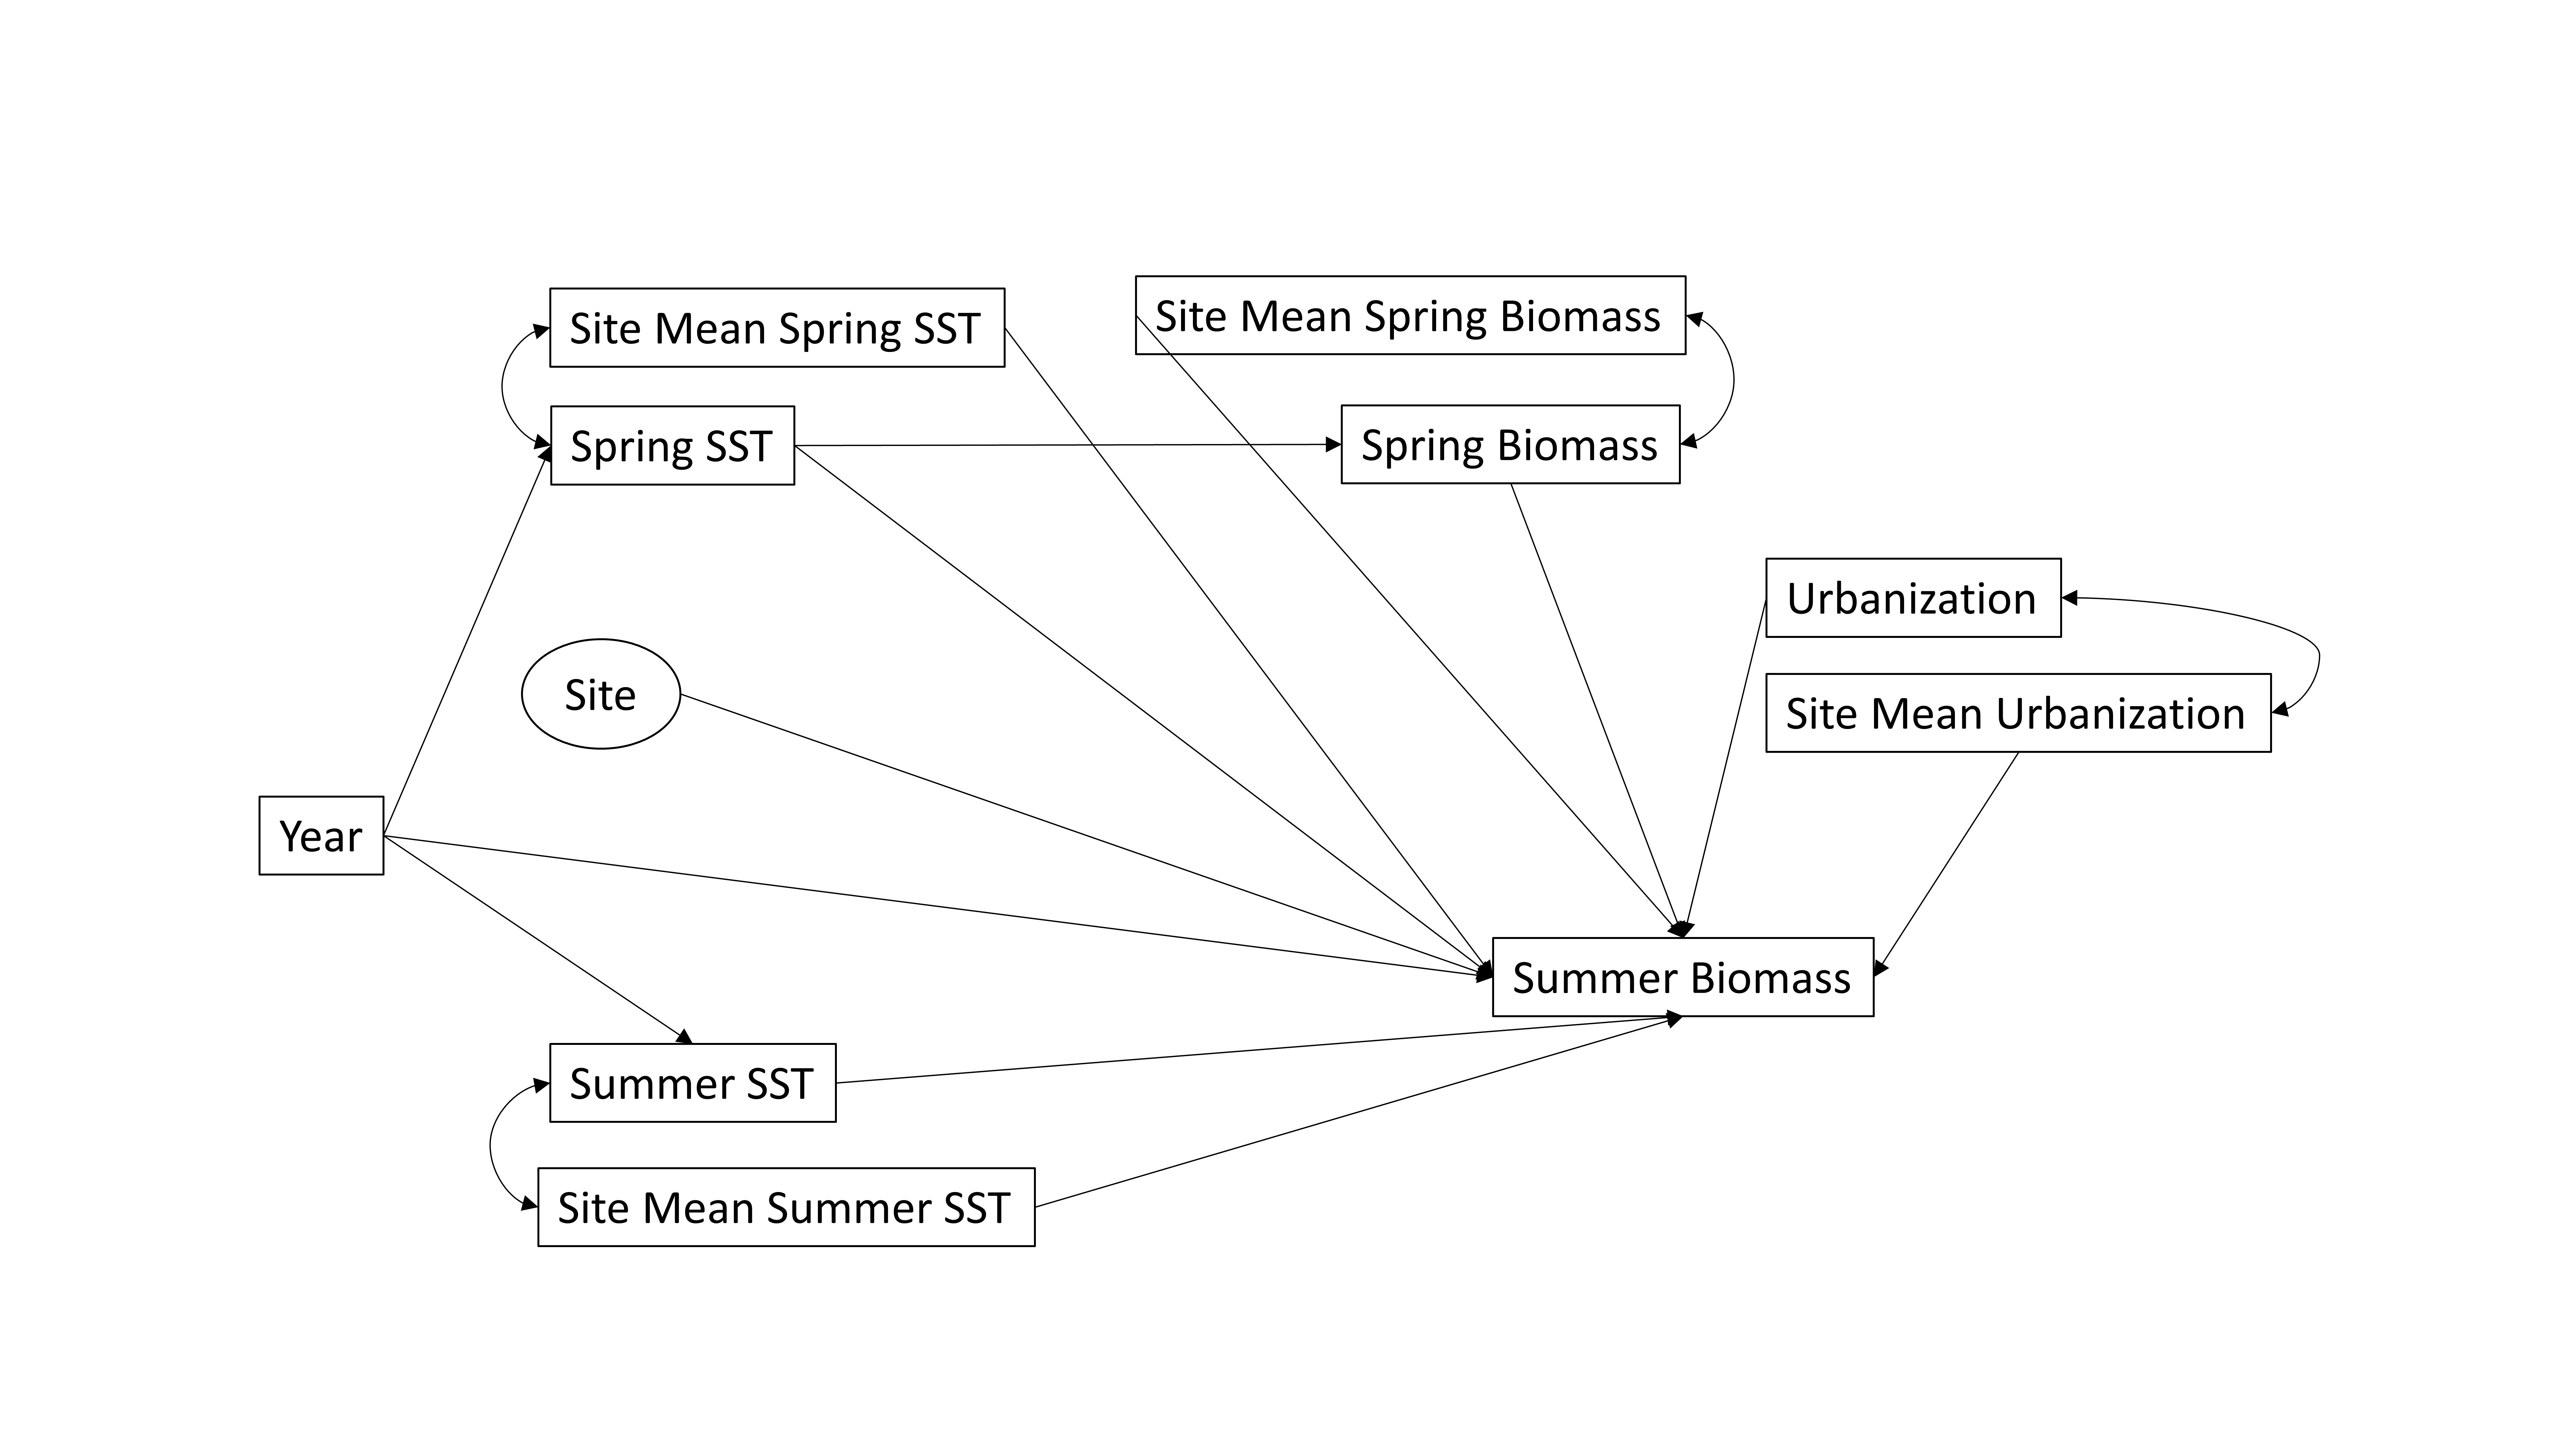 Site Mean Spring SST
Site Mean Spring Biomass
Spring SST
Spring Biomass
Urbanization
Site
Site Mean Urbanization
Year
Summer Biomass
Summer SST
Site Mean Summer SST